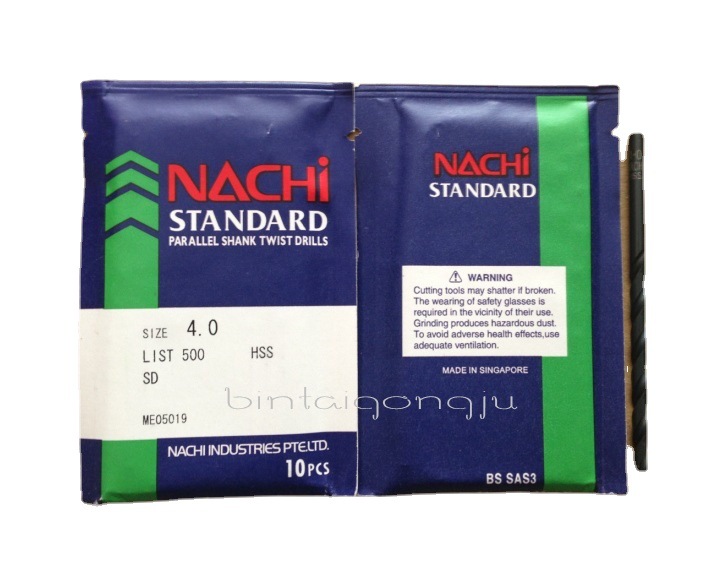 NACHi
STANDARD
PARALLEL SHANK TWIST DRILLS
SIZE 4.0
LIST 500 HSS
SD
ME05019
NACHI INDUSTRIES PTE.LTD.
10 PCS
NACHi
STANDARD
⚠ WARNING
Cutting tools may shatter if broken.
The wearing of safety glasses is
required in the vicinity of their use.
Grinding produces hazardous dust.
To avoid adverse health effects,use
adequate ventilation.
MADE IN SINGAPORE
BS SAS3
bintaigongju